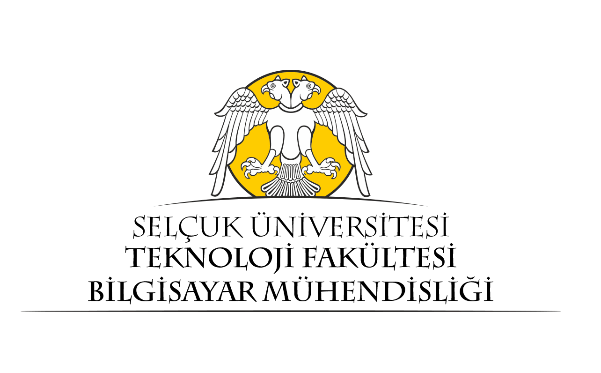 SELÇUK ÜNİVERSİTESİ
TEKNOLOJİ FAKÜLTESİ
BİLGİSAYAR MÜHENDİSLİĞİ